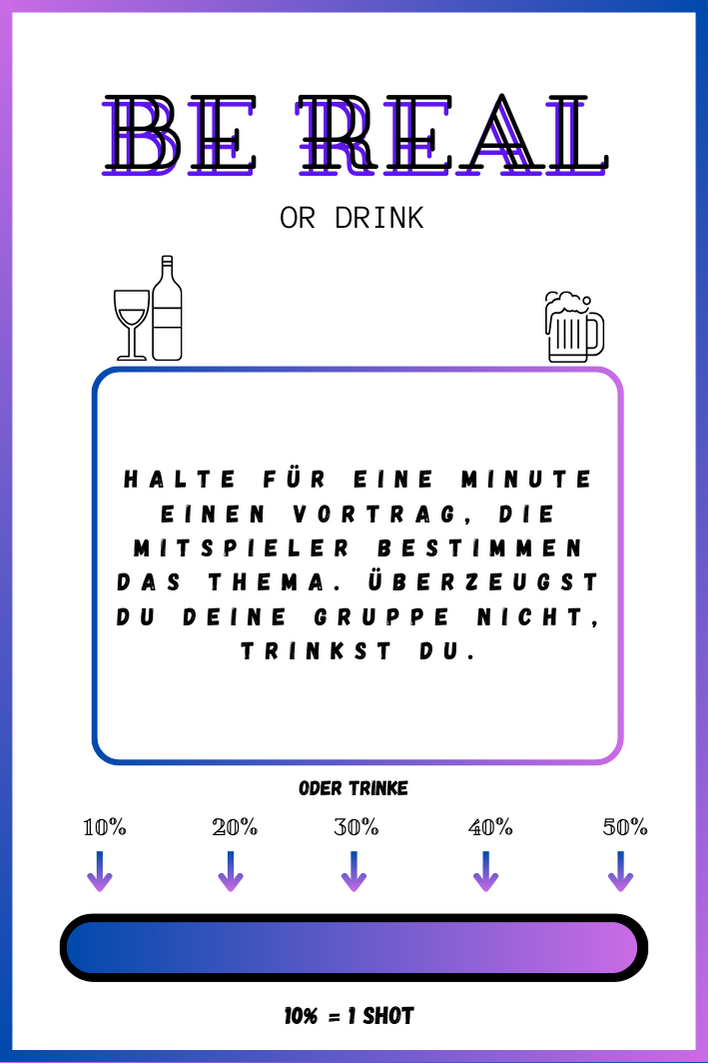 BE REAL
OR DRINK
HALTE FÜR EINE MINUTE
EINEN VORTRAG, DIE
MITSPIELER BESTIMMEN
DAS THEMA. ÜBERZEUGST
DU DEINE GRUPPE NICHT,
TRINKST DU.
ODER TRINKE
10% 20% 30% 40% 50%
10% = 1 SHOT